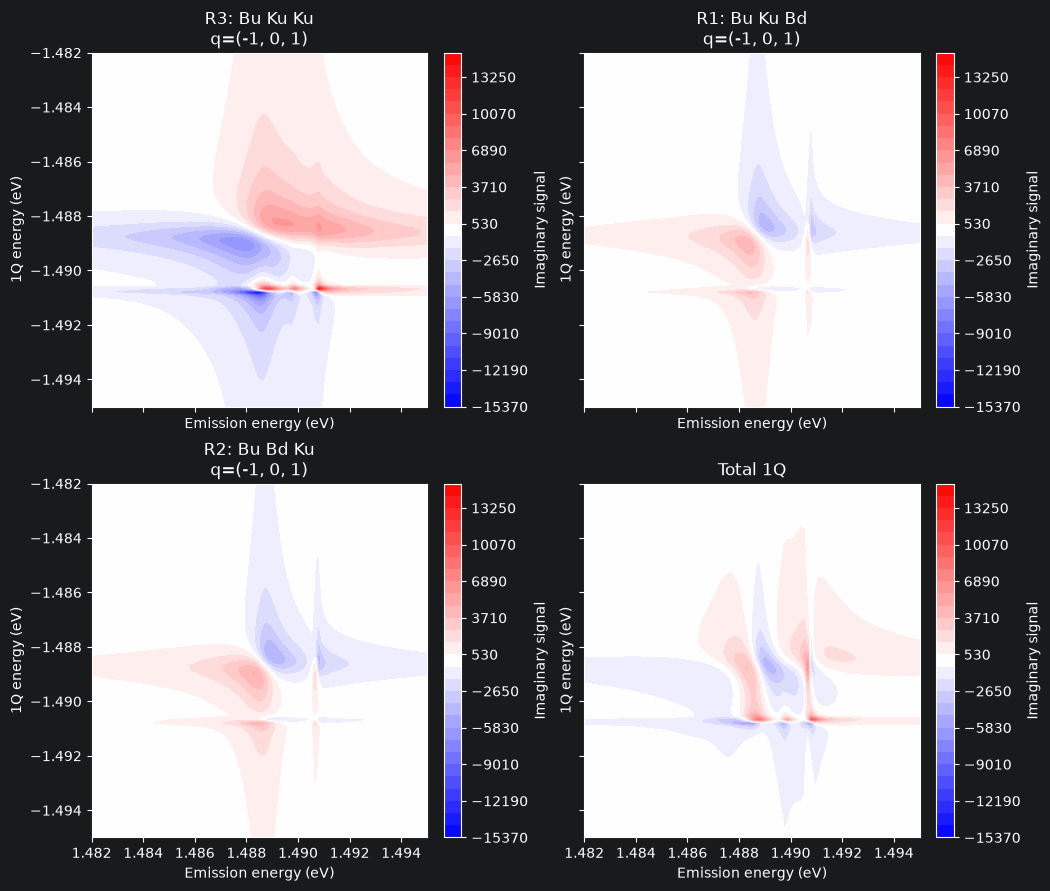 R3: Bu Ku Ku
q=(-1, 0, 1)
−1.482
−1.484
−1.486
−1.488
−1.490
−1.492
−1.494
1Q energy (eV)
Emission energy (eV)
13250
10070
6890
3710
530
−2650
−5830
−9010
−12190
−15370
Imaginary signal
R1: Bu Ku Bd
q=(-1, 0, 1)
1Q energy (eV)
Emission energy (eV)
13250
10070
6890
3710
530
−2650
−5830
−9010
−12190
−15370
Imaginary signal
R2: Bu Bd Ku
q=(-1, 0, 1)
−1.482
−1.484
−1.486
−1.488
−1.490
−1.492
−1.494
1Q energy (eV)
1.482 1.484 1.486 1.488 1.490 1.492 1.494
Emission energy (eV)
13250
10070
6890
3710
530
−2650
−5830
−9010
−12190
−15370
Imaginary signal
Total 1Q
1Q energy (eV)
1.482 1.484 1.486 1.488 1.490 1.492 1.494
Emission energy (eV)
13250
10070
6890
3710
530
−2650
−5830
−9010
−12190
−15370
Imaginary signal